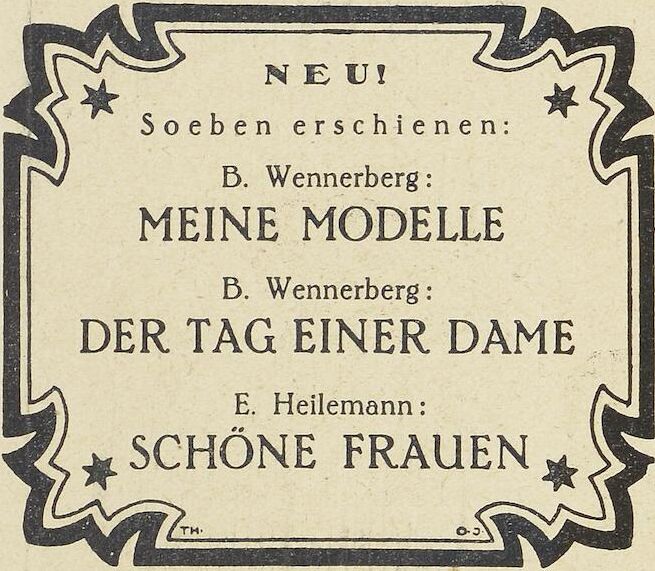 NEU!
Soeben erschienen:
B. Wennerberg:
MEINE MODELLE
B. Wennerberg:
DER TAG EINER DAME
E. Heilemann:
SCHÖNE FRAUEN
TH. O.J.